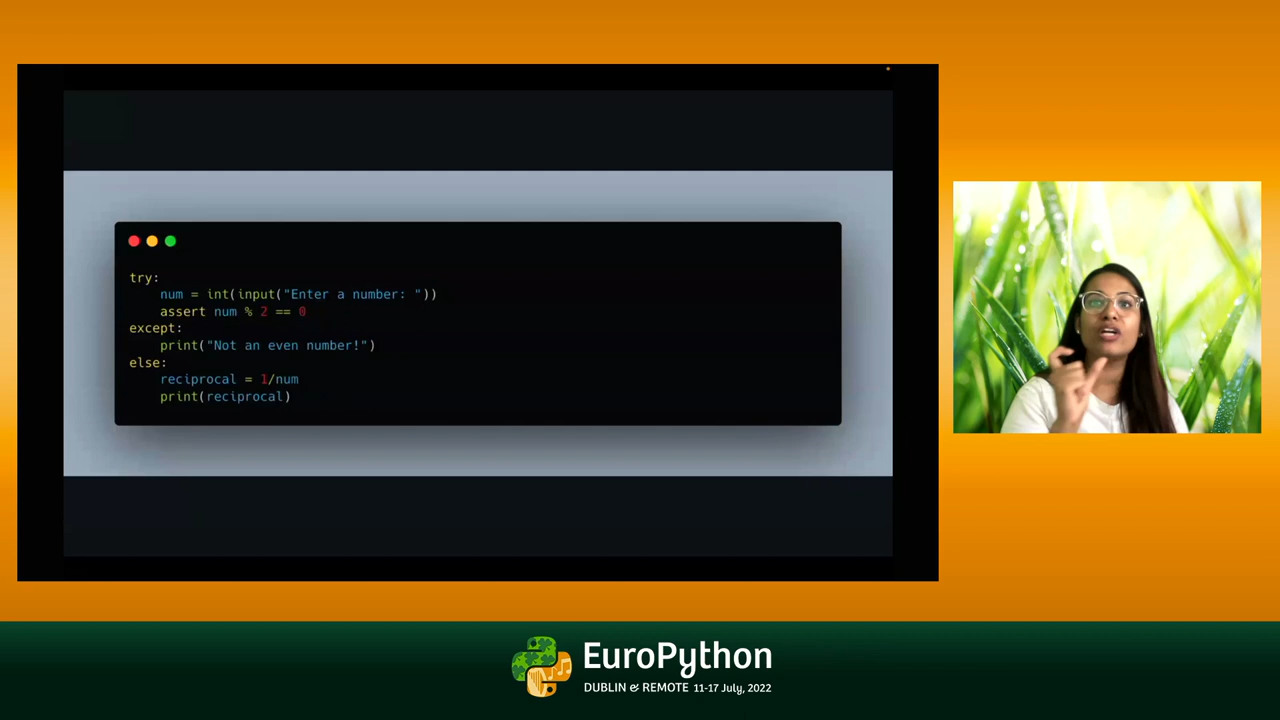 try:
    num = int(input("Enter a number: "))
    assert num % 2 == 0
except:
    print("Not an even number!")
else:
    reciprocal = 1/num
    print(reciprocal)
EuroPython
DUBLIN & REMOTE 11-17 July, 2022